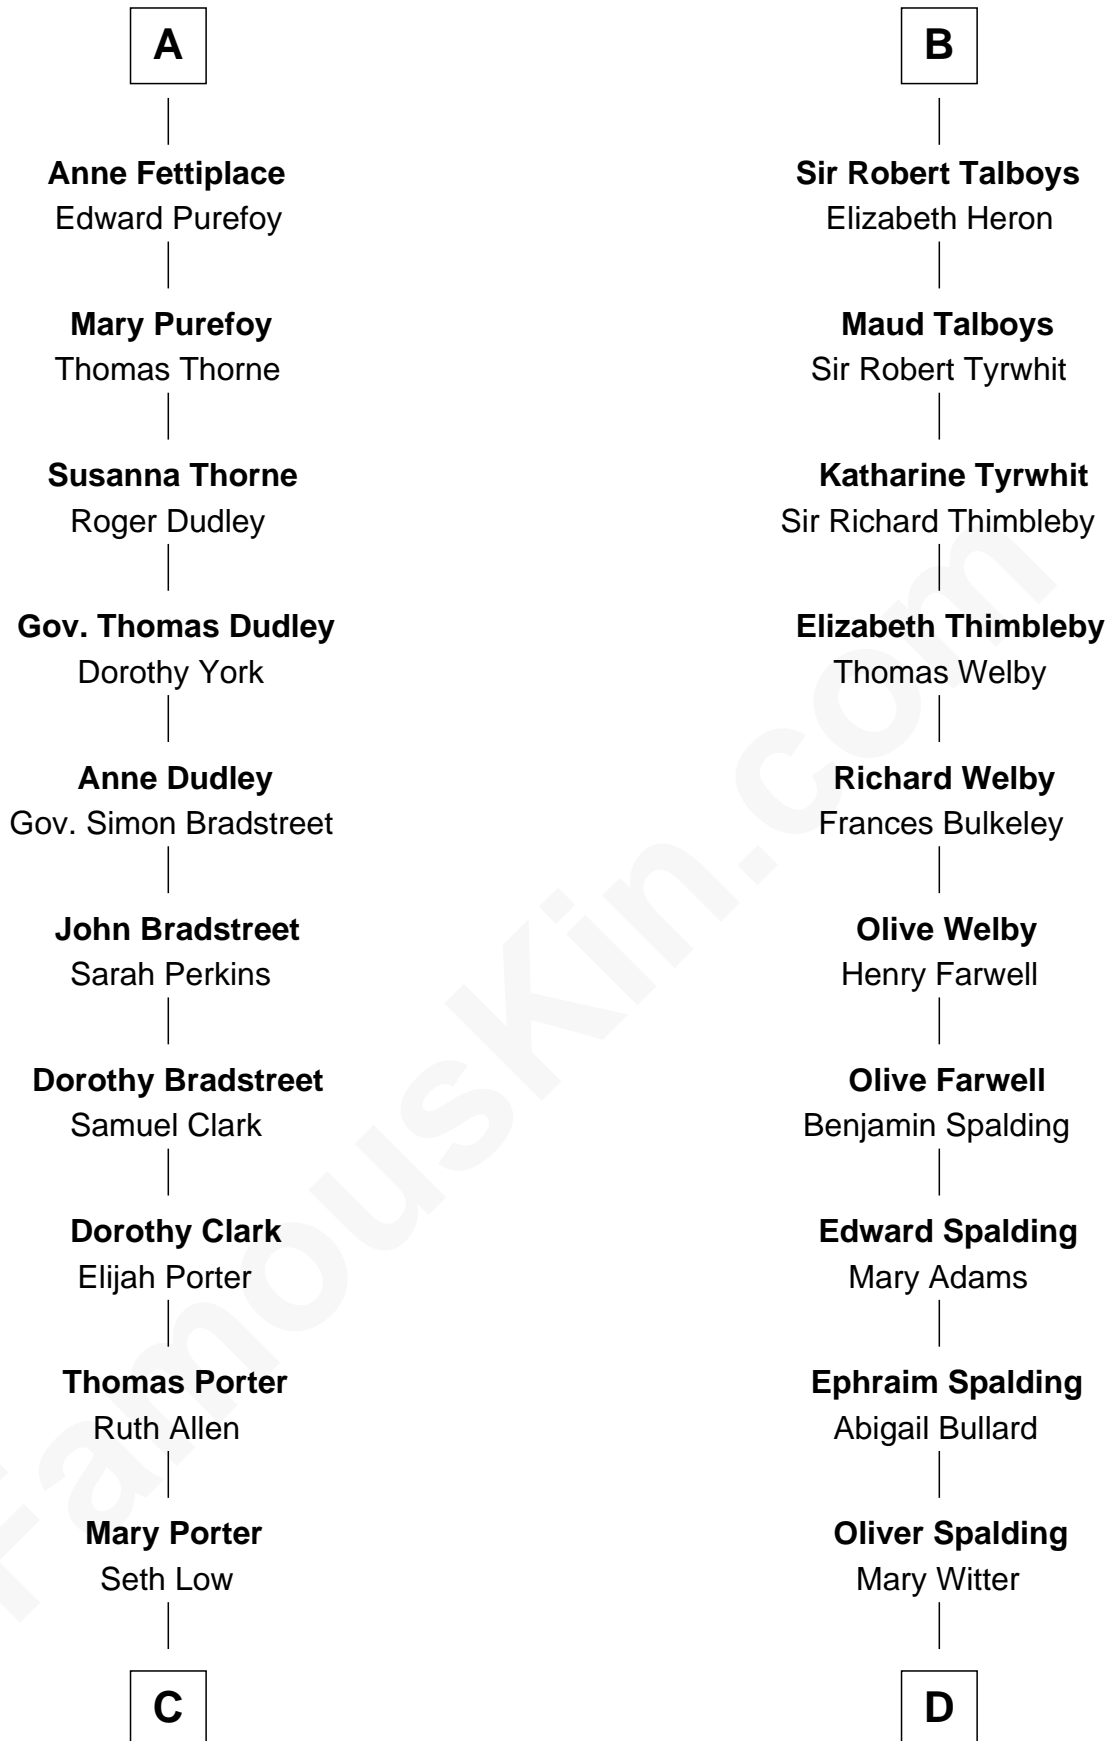 A
Anne Fettiplace
Edward Purefoy
Mary Purefoy
Thomas Thorne
Susanna Thorne
Roger Dudley
Gov. Thomas Dudley
Dorothy York
Anne Dudley
Gov. Simon Bradstreet
John Bradstreet
Sarah Perkins
Dorothy Bradstreet
Samuel Clark
Dorothy Clark
Elijah Porter
Thomas Porter
Ruth Allen
Mary Porter
Seth Low
C
B
Sir Robert Talboys
Elizabeth Heron
Maud Talboys
Sir Robert Tyrwhit
Katharine Tyrwhit
Sir Richard Thimbleby
Elizabeth Thimbleby
Thomas Welby
Richard Welby
Frances Bulkeley
Olive Welby
Henry Farwell
Olive Farwell
Benjamin Spalding
Edward Spalding
Mary Adams
Ephraim Spalding
Abigail Bullard
Oliver Spalding
Mary Witter
D
FamousKin.com